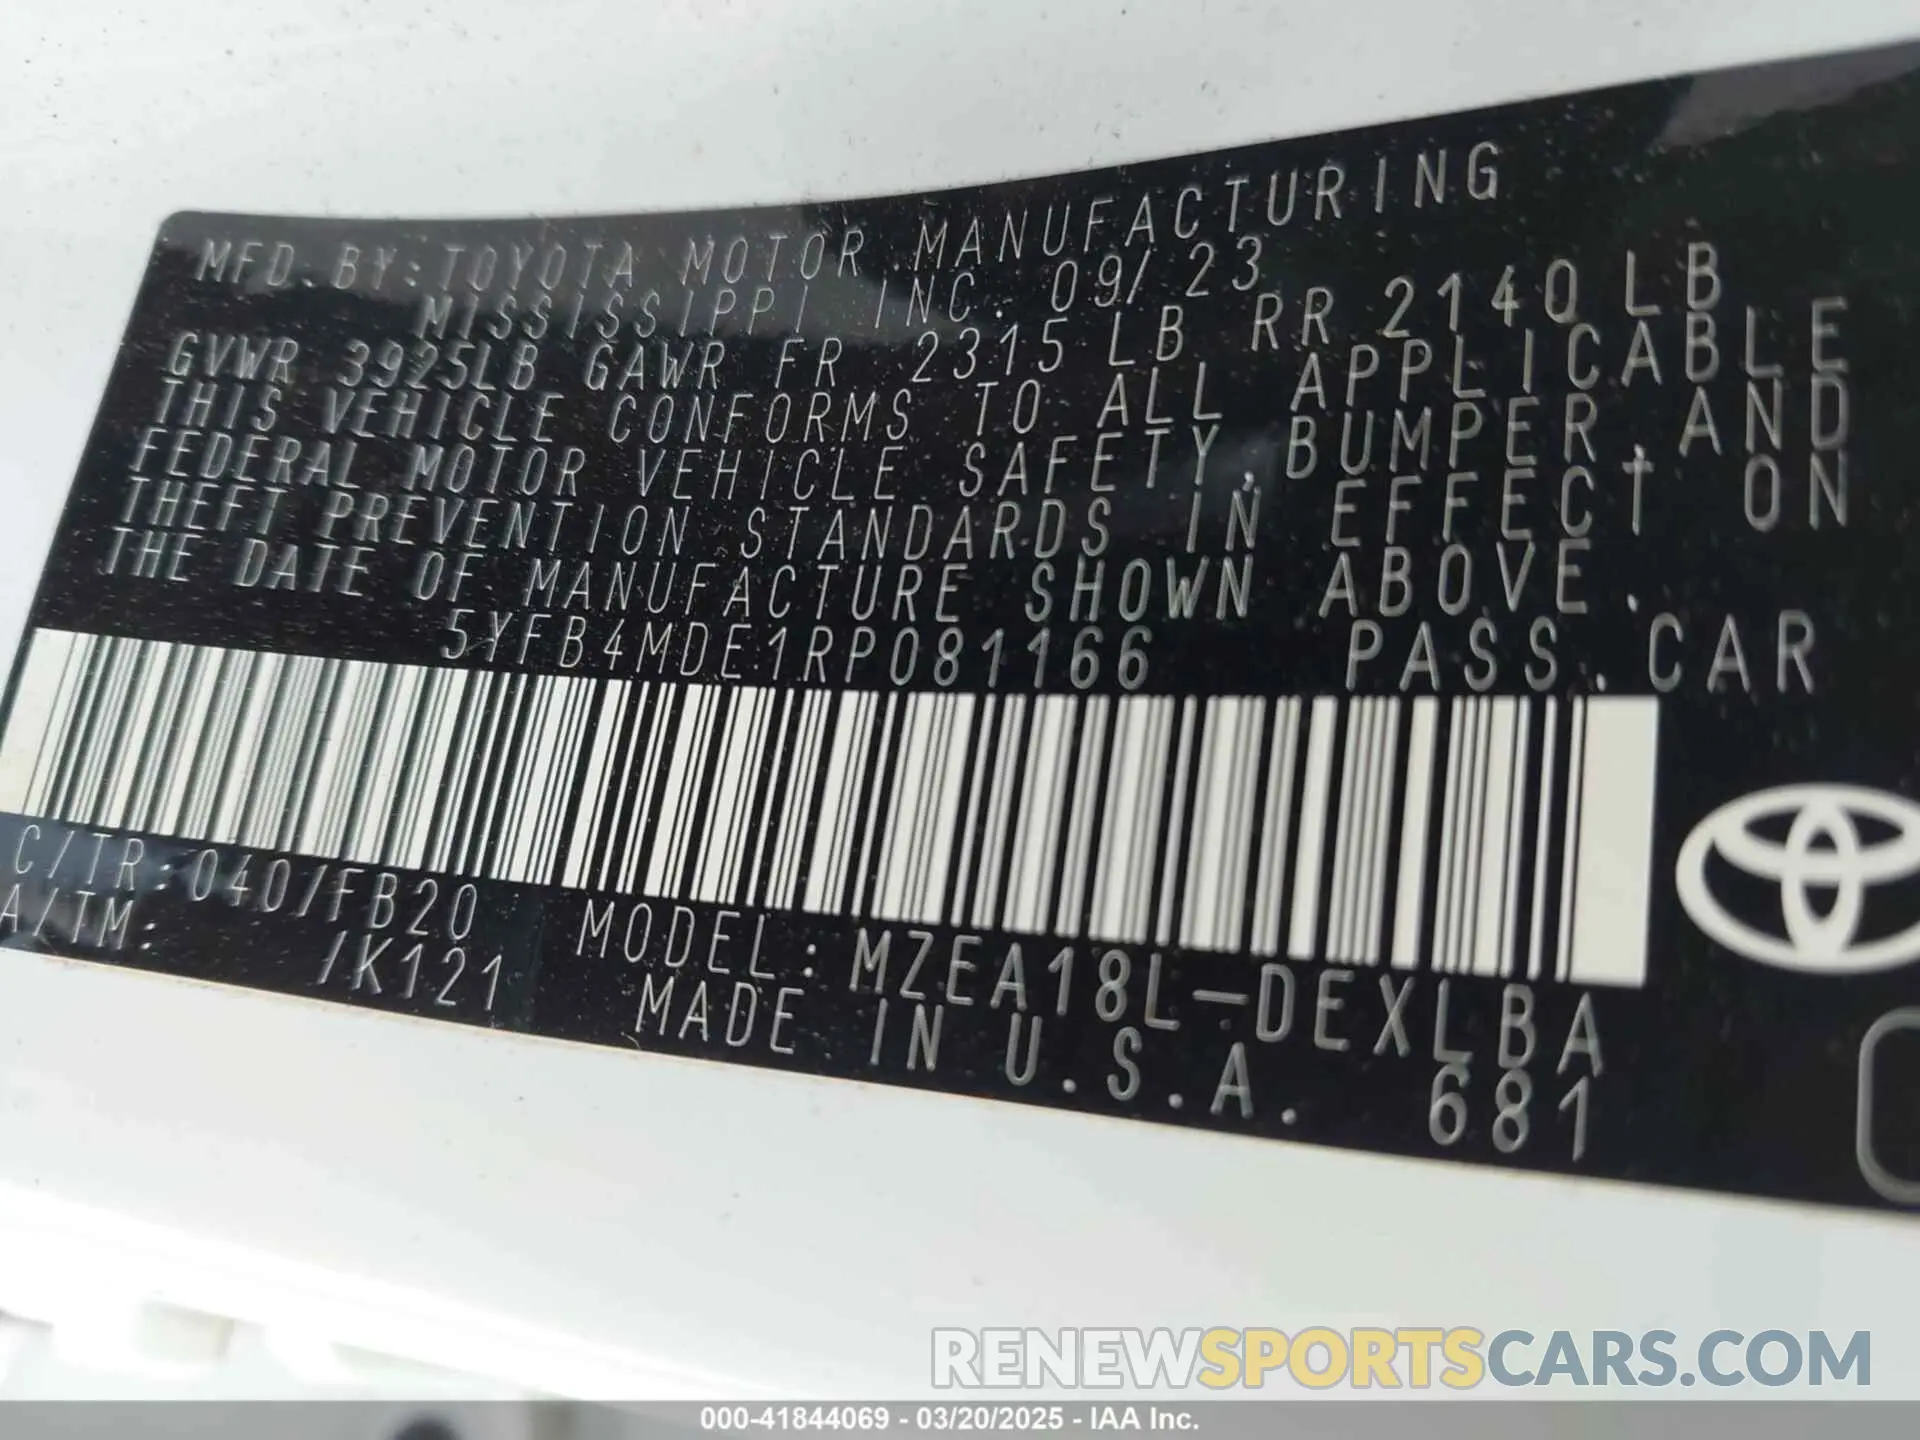 MFD.BY:TOYOTA MOTOR MANUFACTURING
MISSISSIPPI INC. 09/23
GVWR 3925LB GAWR FR 2315LB RR 2140LB
THIS VEHICLE CONFORMS TO ALL APPLICABLE
FEDERAL MOTOR VEHICLE SAFETY,BUMPER,AND
THEFT PREVENTION STANDARDS IN EFFECT ON
THE DATE OF MANUFACTURE SHOWN ABOVE.
5YFB4MDE1RP081166 PASS.CAR
C/TR:040/FB20 MODEL:MZEA18L-DEXLBA
A/TM: /K121 MADE IN U.S.A. 681
RENEWSPORTSCARS.COM
000-41844069 - 03/20/2025 - IAA Inc.